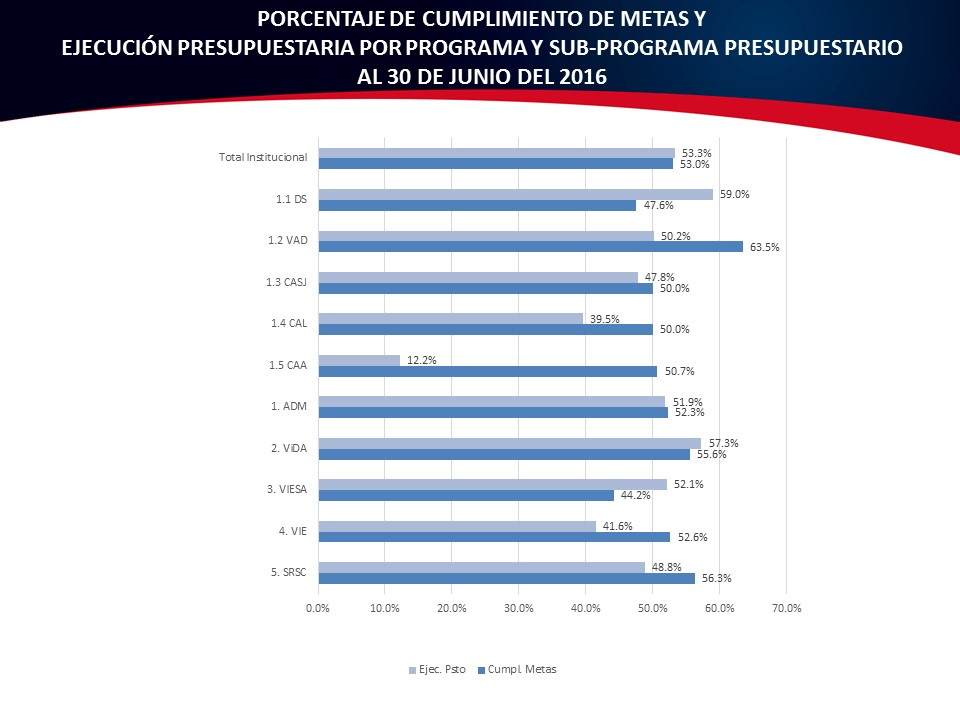 PORCENTAJE DE CUMPLIMIENTO DE METAS Y
EJECUCIÓN PRESUPUESTARIA POR PROGRAMA Y SUB-PROGRAMA PRESUPUESTARIO
AL 30 DE JUNIO DEL 2016
Total Institucional
53.3%
53.0%
1.1 DS
59.0%
47.6%
1.2 VAD
50.2%
63.5%
1.3 CASJ
47.8%
50.0%
1.4 CAL
39.5%
50.0%
1.5 CAA
12.2%
50.7%
1. ADM
51.9%
52.3%
2. ViDA
57.3%
55.6%
3. VIESA
52.1%
44.2%
4. VIE
41.6%
52.6%
5. SRSC
48.8%
56.3%
0.0% 10.0% 20.0% 30.0% 40.0% 50.0% 60.0% 70.0%
Ejec. Psto Cumpl. Metas